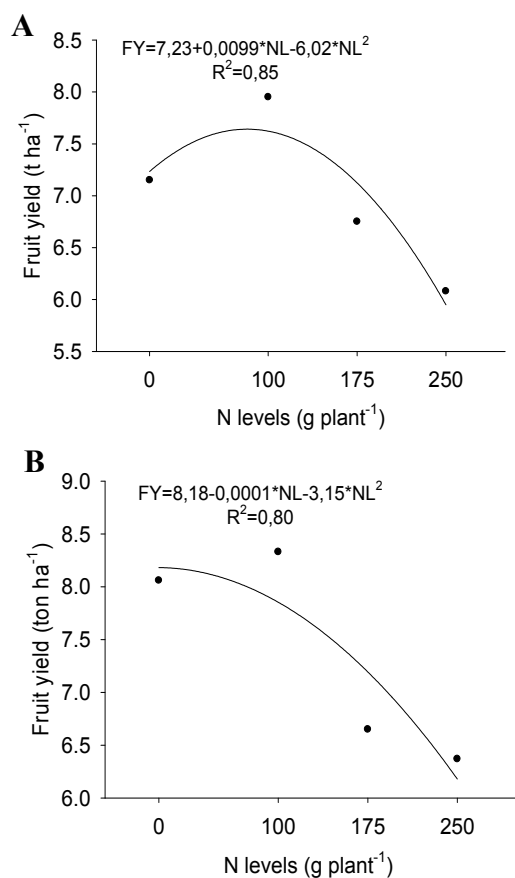 A
FY=7,23+0,0099*NL-6,02*NL²
R²=0,85
8.5
8.0
7.5
7.0
6.5
6.0
5.5
Fruit yield (t ha⁻¹)
0 100 175 250
N levels (g plant⁻¹)
B
FY=8,18-0,0001*NL-3,15*NL²
R²=0,80
9.0
8.5
8.0
7.5
7.0
6.5
6.0
Fruit yield (ton ha⁻¹)
0 100 175 250
N levels (g plant⁻¹)